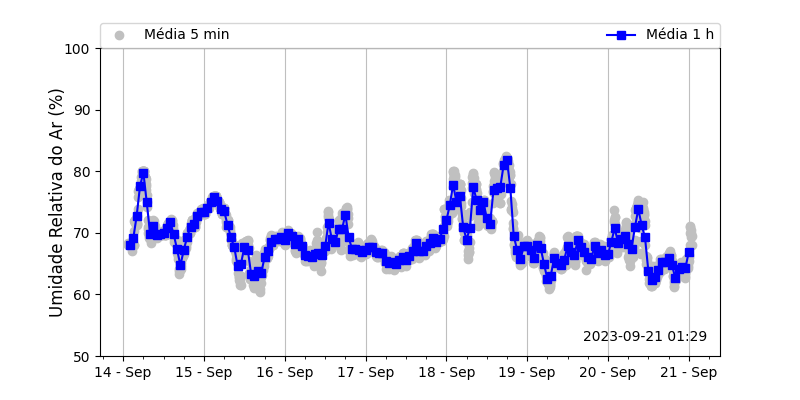 Média 5 min
Média 1 h
Umidade Relativa do Ar (%)
100
90
80
70
60
50
2023-09-21 01:29
14 - Sep
15 - Sep
16 - Sep
17 - Sep
18 - Sep
19 - Sep
20 - Sep
21 - Sep